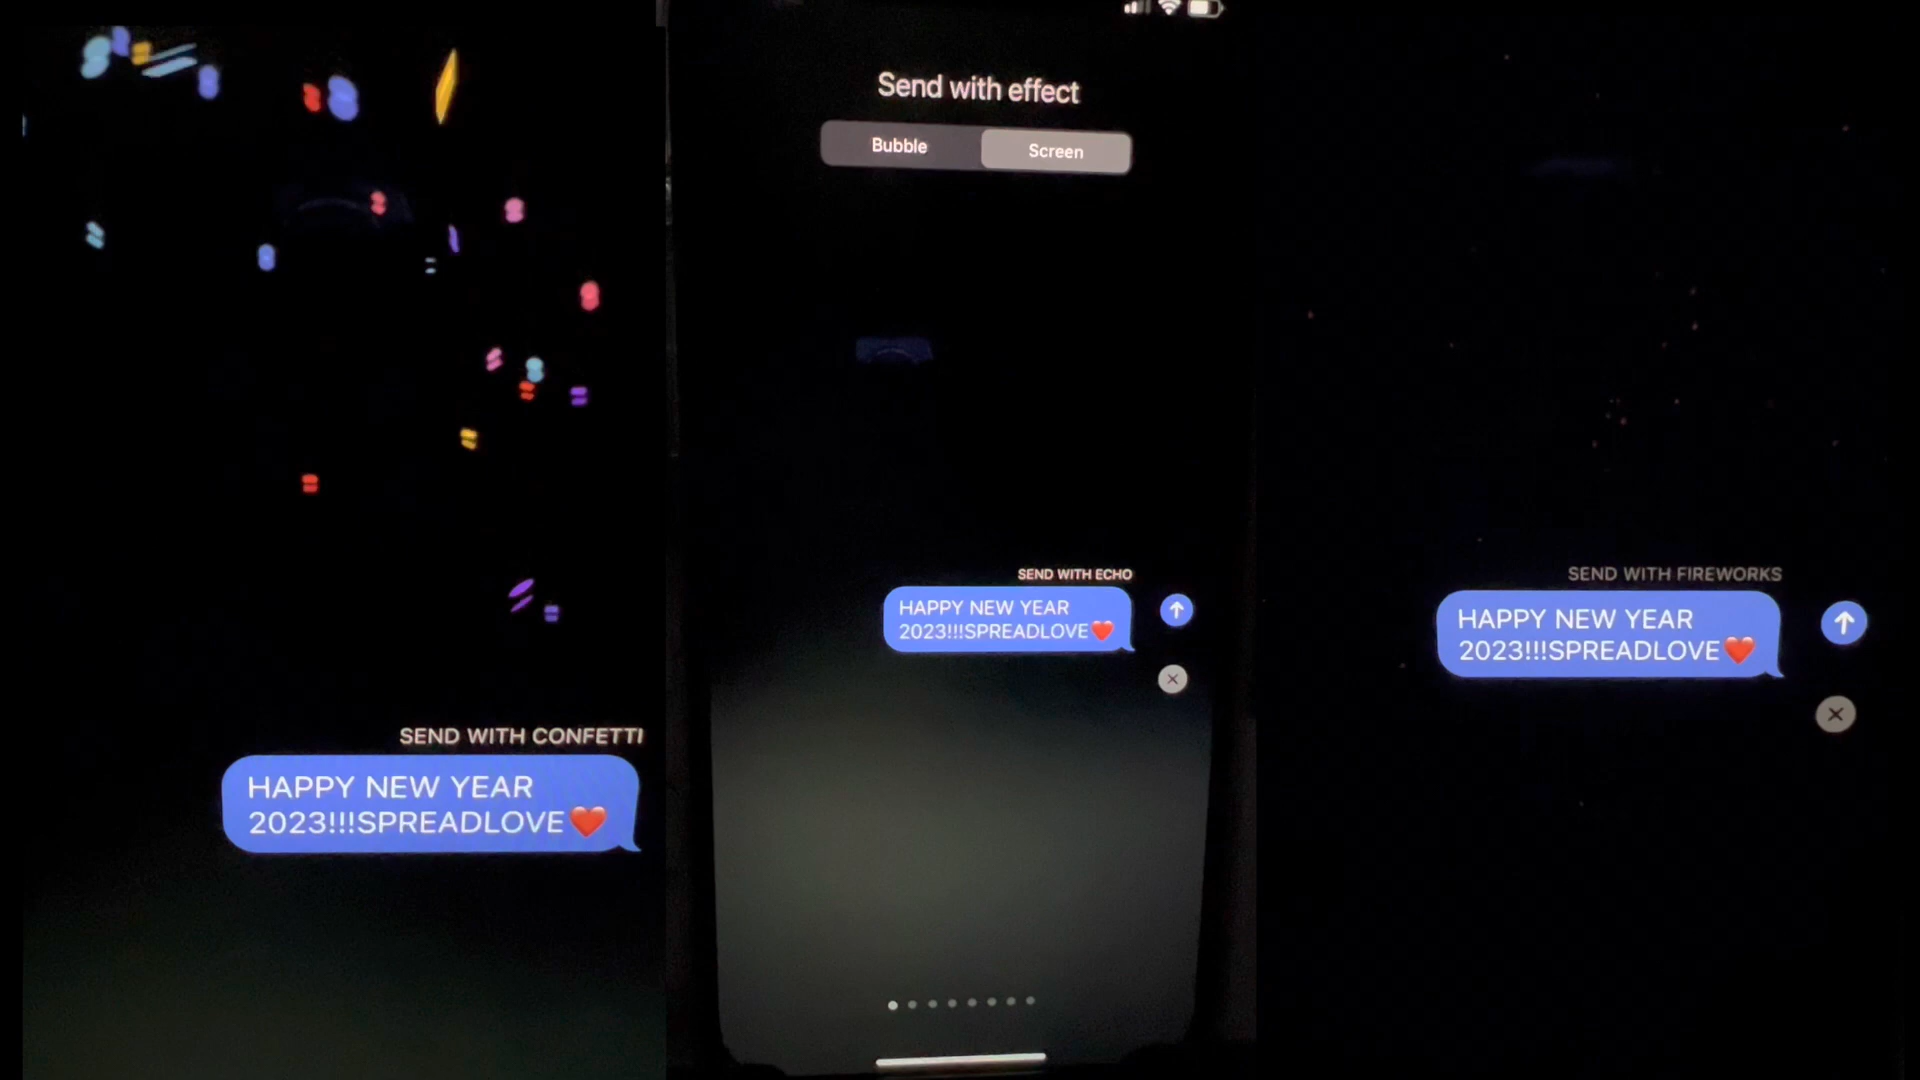 SEND WITH CONFETTI
HAPPY NEW YEAR
2023!!!SPREADLOVE❤️
Send with effect
Bubble
Screen
SEND WITH ECHO
HAPPY NEW YEAR
2023!!!SPREADLOVE❤️
SEND WITH FIREWORKS
HAPPY NEW YEAR
2023!!!SPREADLOVE❤️